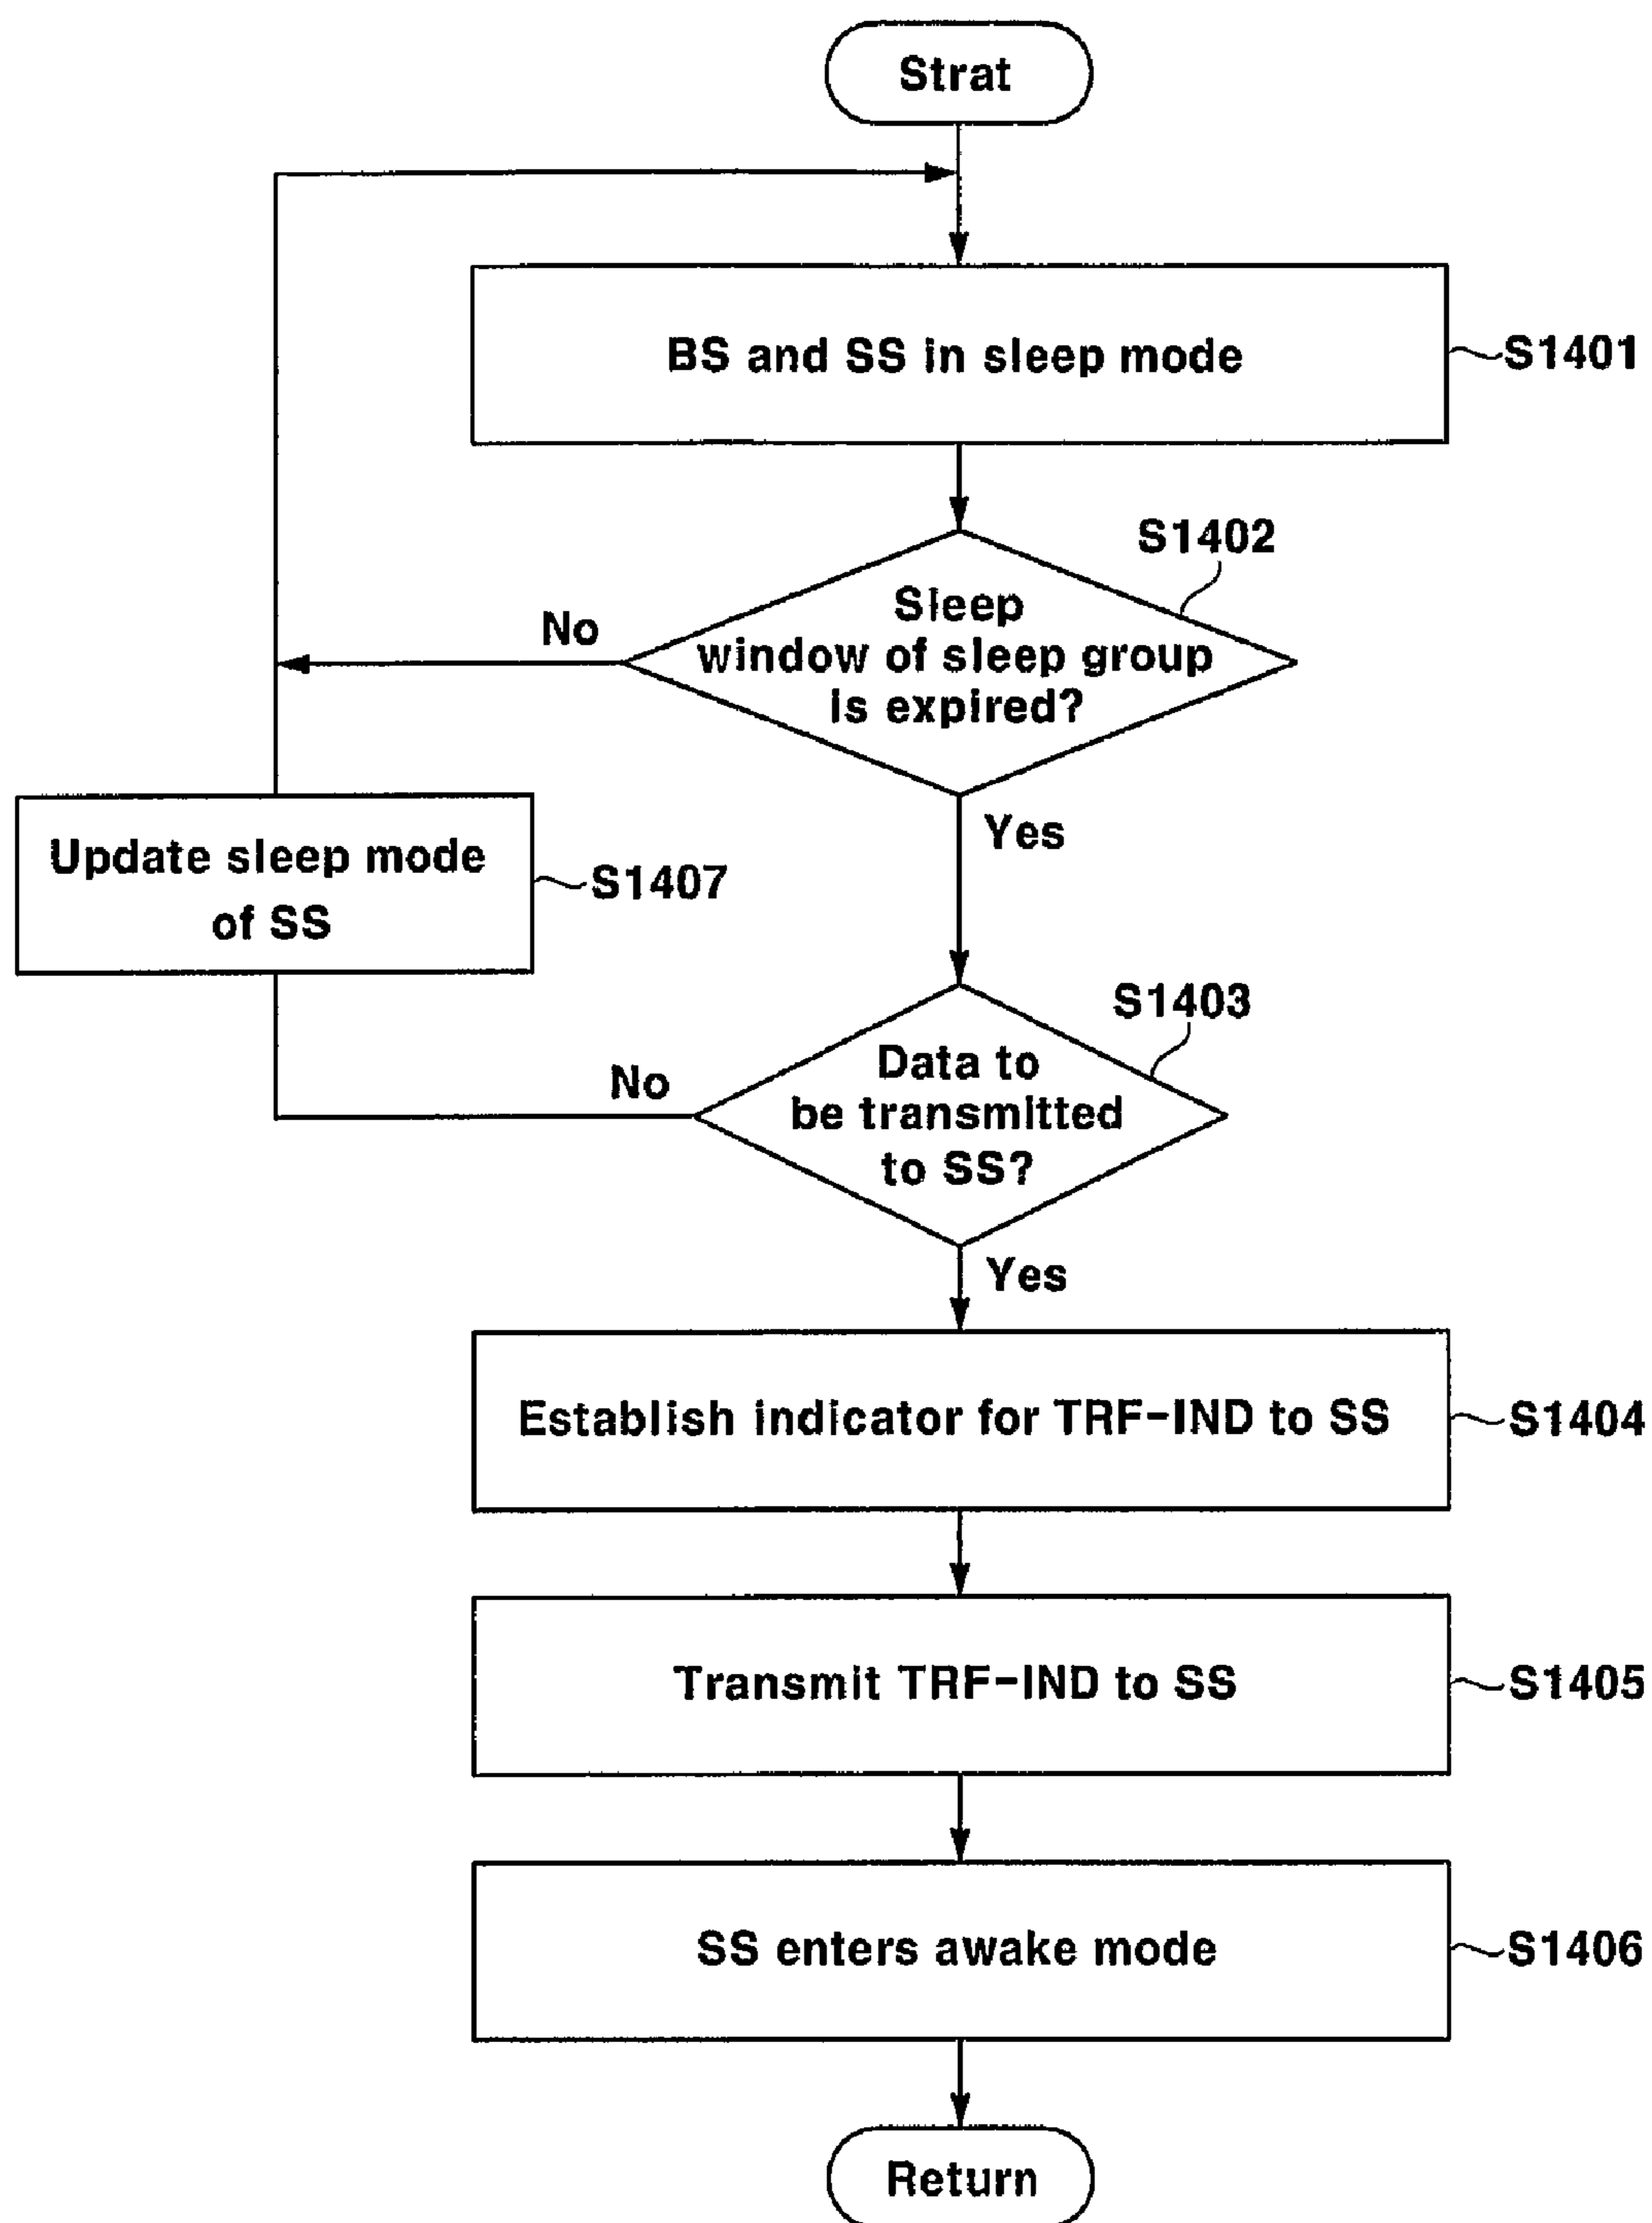 Strat
BS and SS in sleep mode
S1401
S1402
Sleep
window of sleep group
is expired?
No
Yes
Update sleep mode
of SS
S1407
S1403
Data to
be transmitted
to SS?
No
Yes
Establish indicator for TRF-IND to SS
S1404
Transmit TRF-IND to SS
S1405
SS enters awake mode
S1406
Return